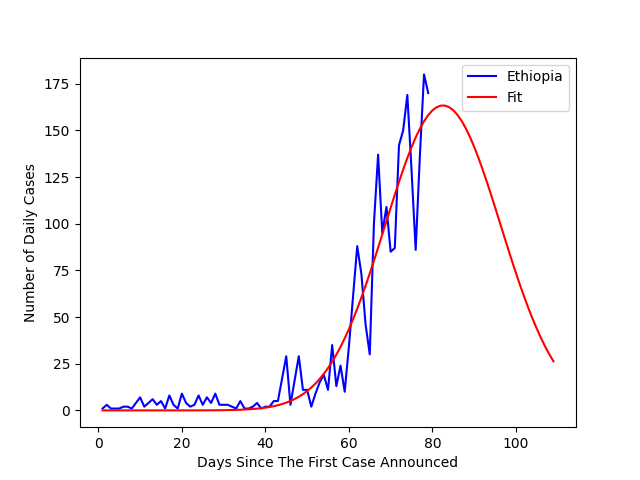 Ethiopia
Fit
175
150
125
100
75
50
25
0
Number of Daily Cases
0 20 40 60 80 100
Days Since The First Case Announced